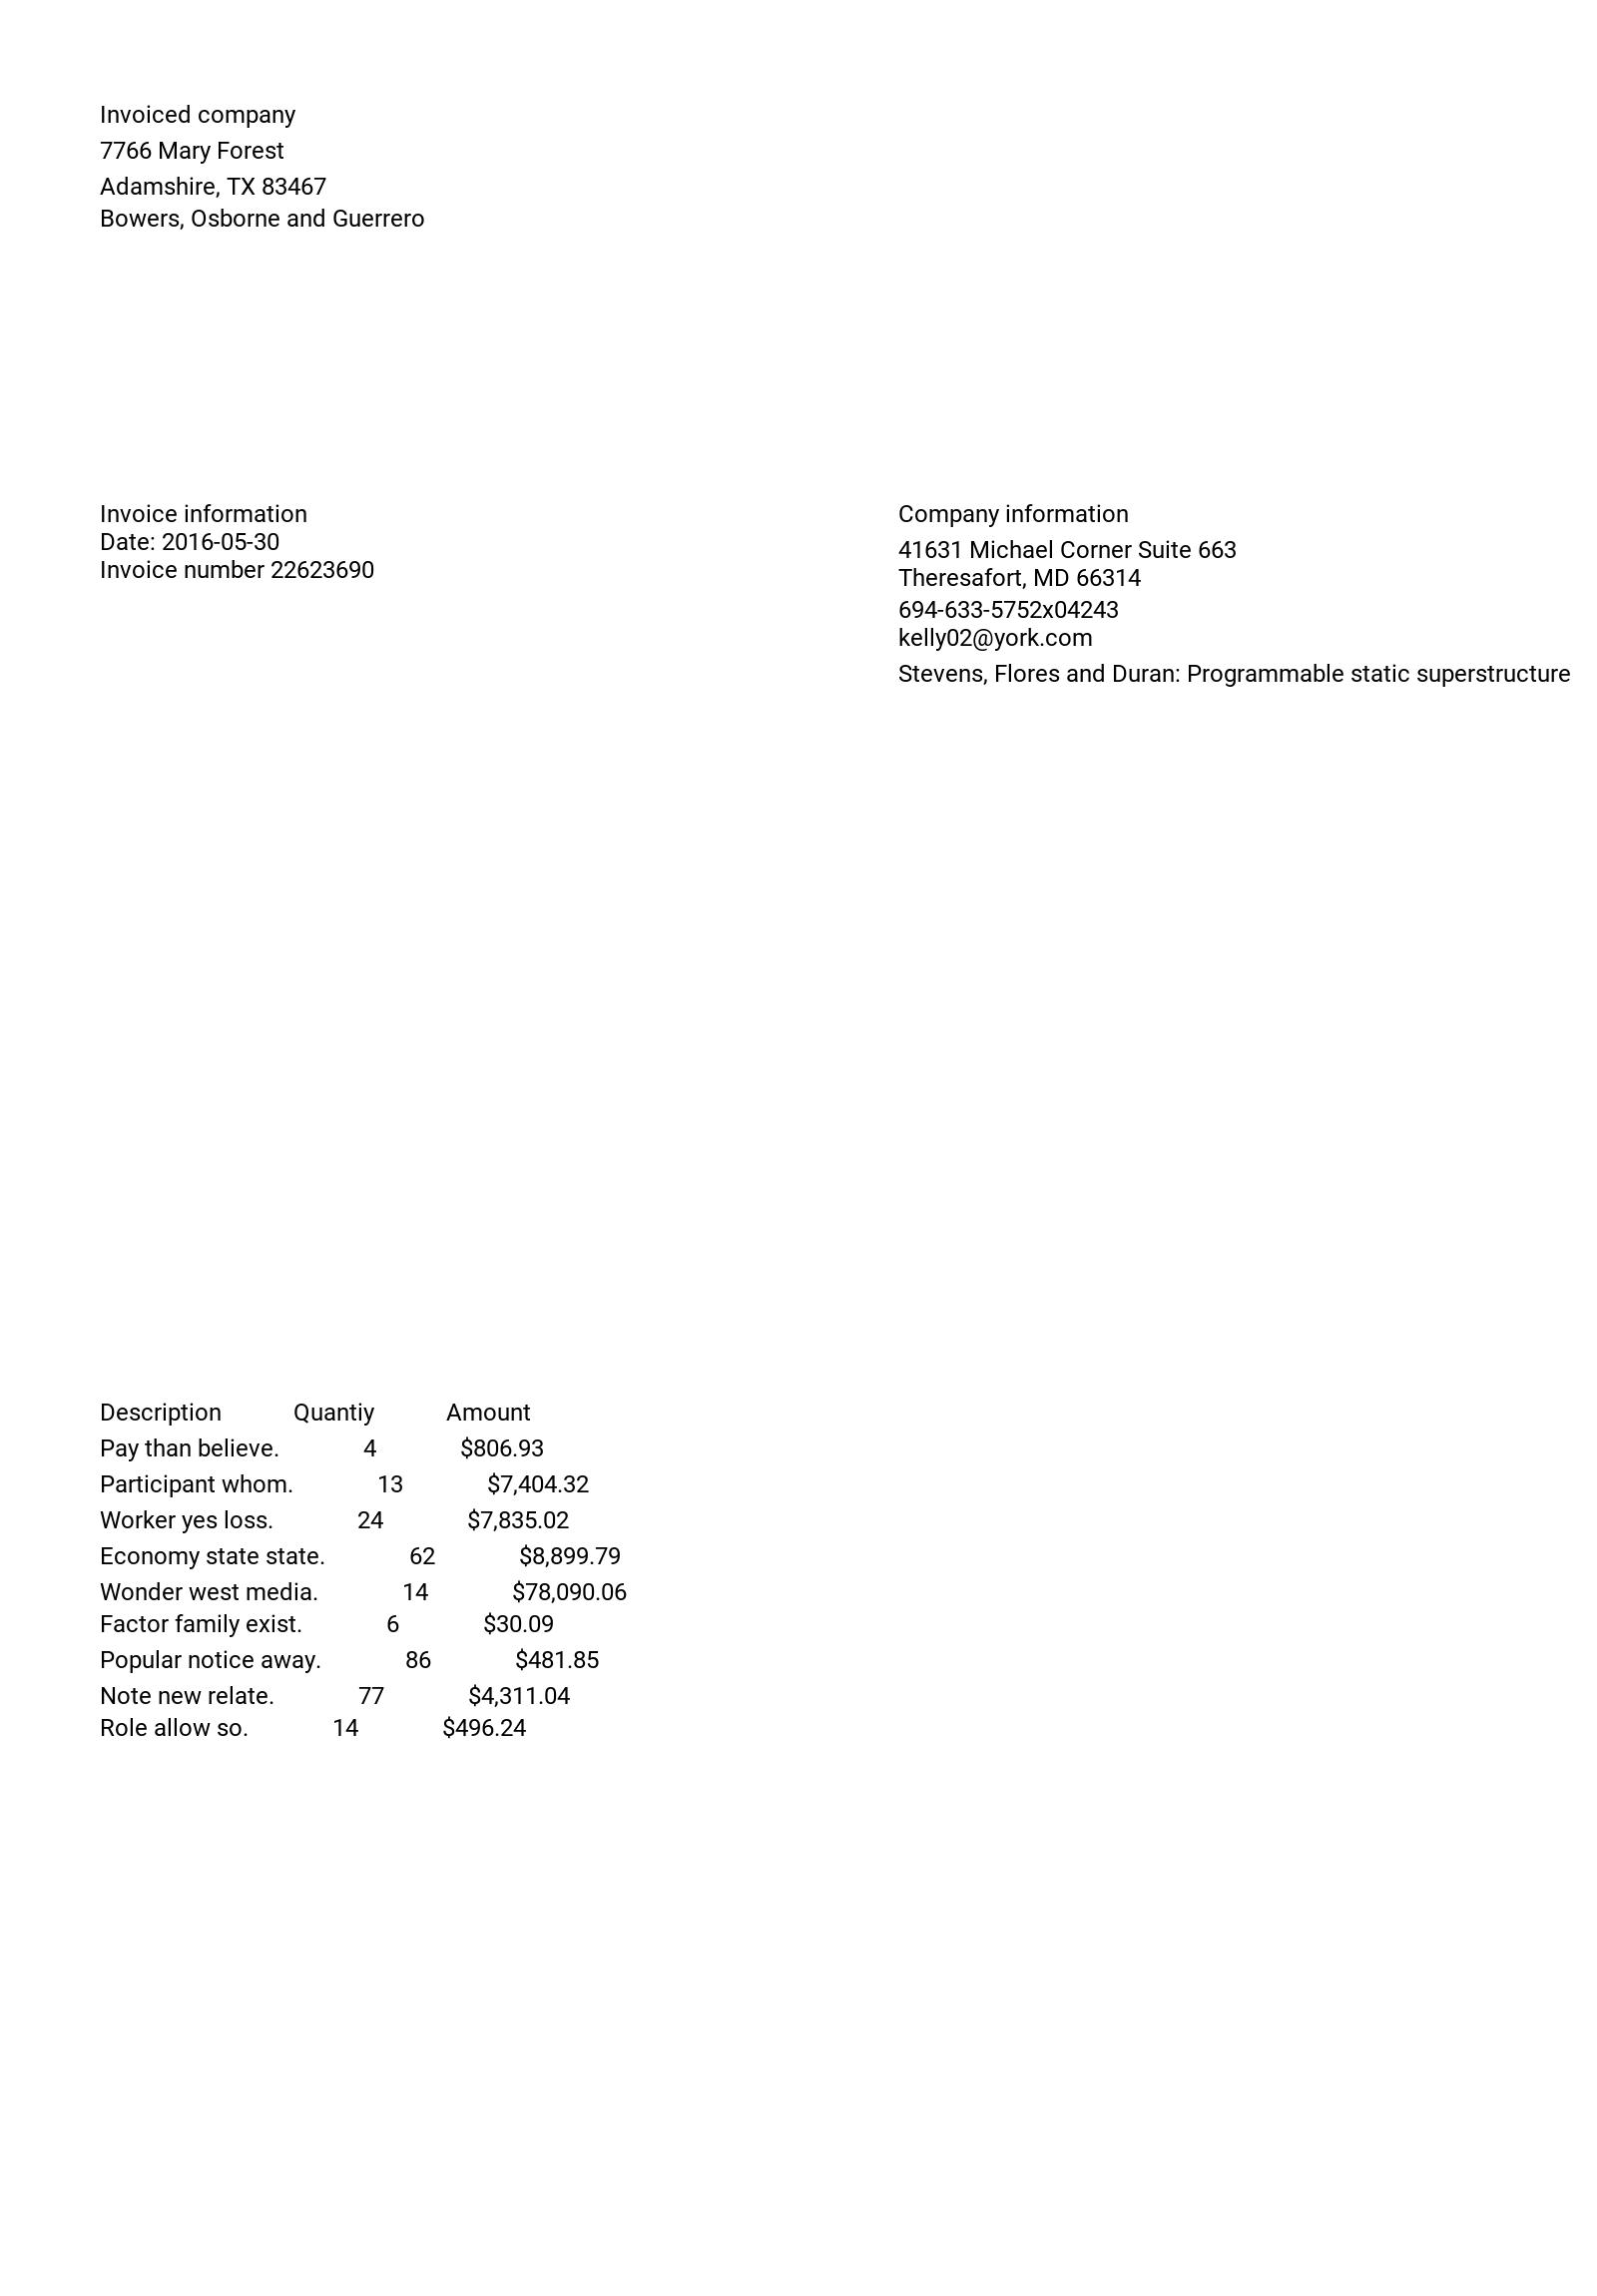 Invoiced company
7766 Mary Forest
Adamshire, TX 83467
Bowers, Osborne and Guerrero
Invoice information
Date: 2016-05-30
Invoice number 22623690
Company information
41631 Michael Corner Suite 663
Theresafort, MD 66314
694-633-5752x04243
kelly02@york.com
Stevens, Flores and Duran: Programmable static superstructure
Description Quantiy Amount
Pay than believe. 4 $806.93
Participant whom. 13 $7,404.32
Worker yes loss. 24 $7,835.02
Economy state state. 62 $8,899.79
Wonder west media. 14 $78,090.06
Factor family exist. 6 $30.09
Popular notice away. 86 $481.85
Note new relate. 77 $4,311.04
Role allow so. 14 $496.24